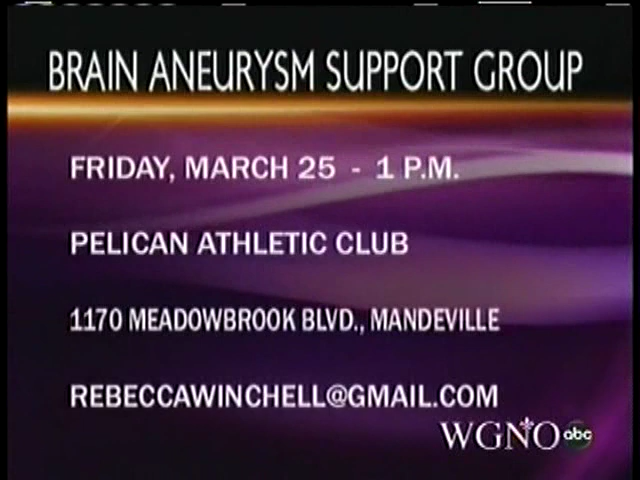 BRAIN ANEURYSM SUPPORT GROUP
FRIDAY, MARCH 25 - 1 P.M.
PELICAN ATHLETIC CLUB
1170 MEADOWBROOK BLVD., MANDEVILLE
REBECCAWINCHELL@GMAIL.COM
WGNO abc